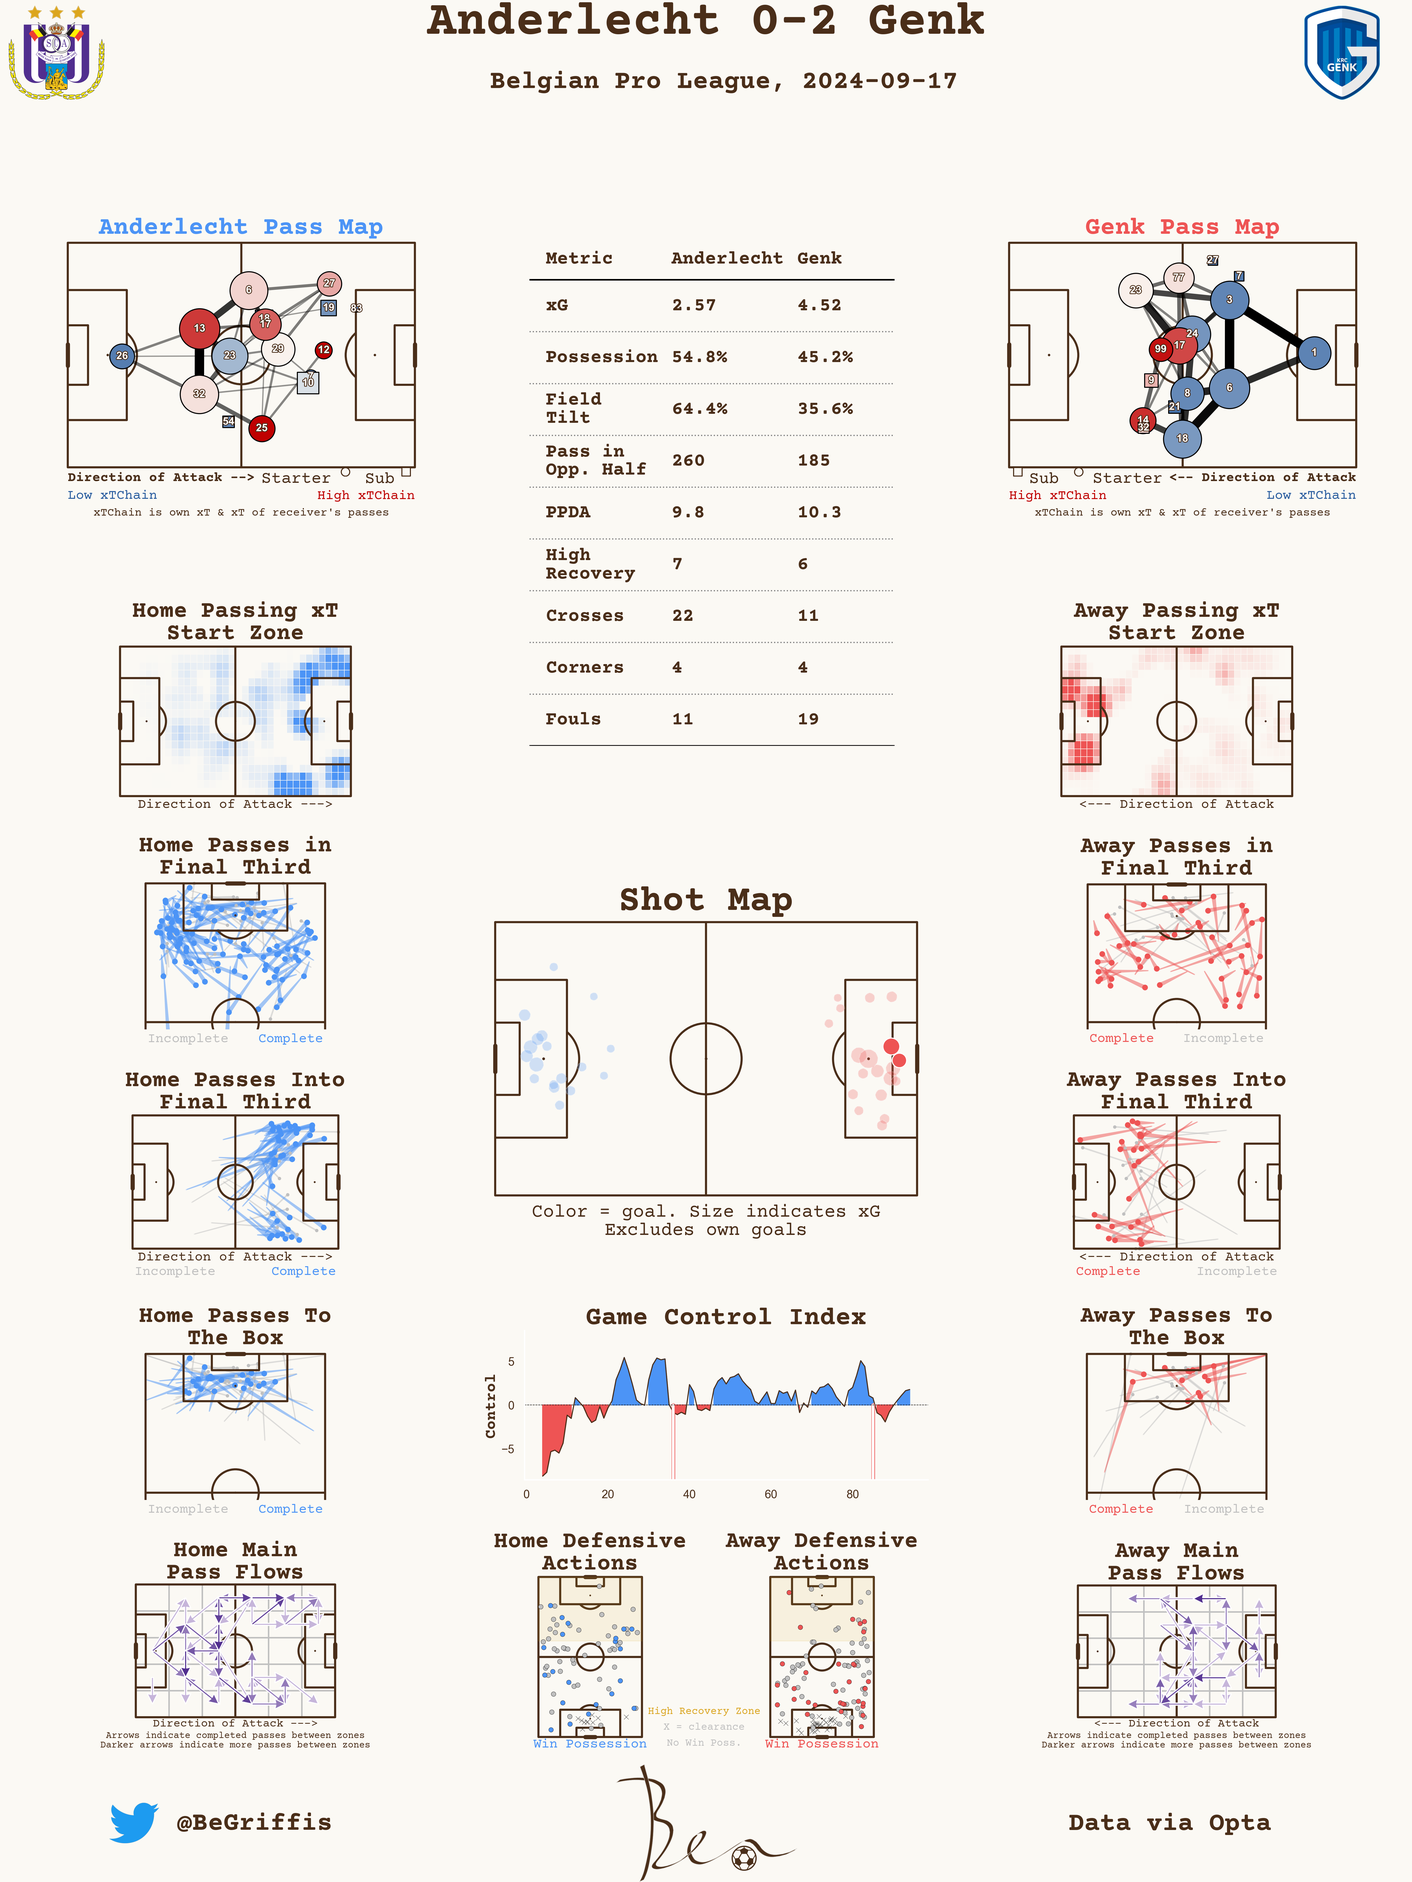 Anderlecht 0-2 Genk
Belgian Pro League, 2024-09-17
KRC
GENK
Anderlecht Pass Map
6
27
19
83
18
17
13
26
23
29
12
7
10
32
54
25
Direction of Attack --> Starter Sub
Low xTChain High xTChain
xTChain is own xT & xT of receiver's passes
Metric Anderlecht Genk
xG 2.57 4.52
Possession 54.8% 45.2%
Field
Tilt 64.4% 35.6%
Pass in
Opp. Half 260 185
PPDA 9.8 10.3
High
Recovery 7 6
Crosses 22 11
Corners 4 4
Fouls 11 19
Genk Pass Map
27
7
77
23
3
24
17
99
1
9
6
8
21
14
32
18
Sub Starter <-- Direction of Attack
High xTChain Low xTChain
xTChain is own xT & xT of receiver's passes
Home Passing xT
Start Zone
Direction of Attack --->
Away Passing xT
Start Zone
<--- Direction of Attack
Home Passes in
Final Third
Incomplete Complete
Away Passes in
Final Third
Complete Incomplete
Shot Map
Color = goal. Size indicates xG
Excludes own goals
Home Passes Into
Final Third
Direction of Attack --->
Incomplete Complete
Away Passes Into
Final Third
<--- Direction of Attack
Complete Incomplete
Home Passes To
The Box
Incomplete Complete
Game Control Index
Control
5
0
−5
0 20 40 60 80
Away Passes To
The Box
Complete Incomplete
Home Main
Pass Flows
Direction of Attack --->
Arrows indicate completed passes between zones
Darker arrows indicate more passes between zones
Home Defensive
Actions
Win Possession
Away Defensive
Actions
Win Possession
High Recovery Zone
X = clearance
No Win Poss.
Away Main
Pass Flows
<--- Direction of Attack
Arrows indicate completed passes between zones
Darker arrows indicate more passes between zones
@BeGriffis
Ben
Data via Opta